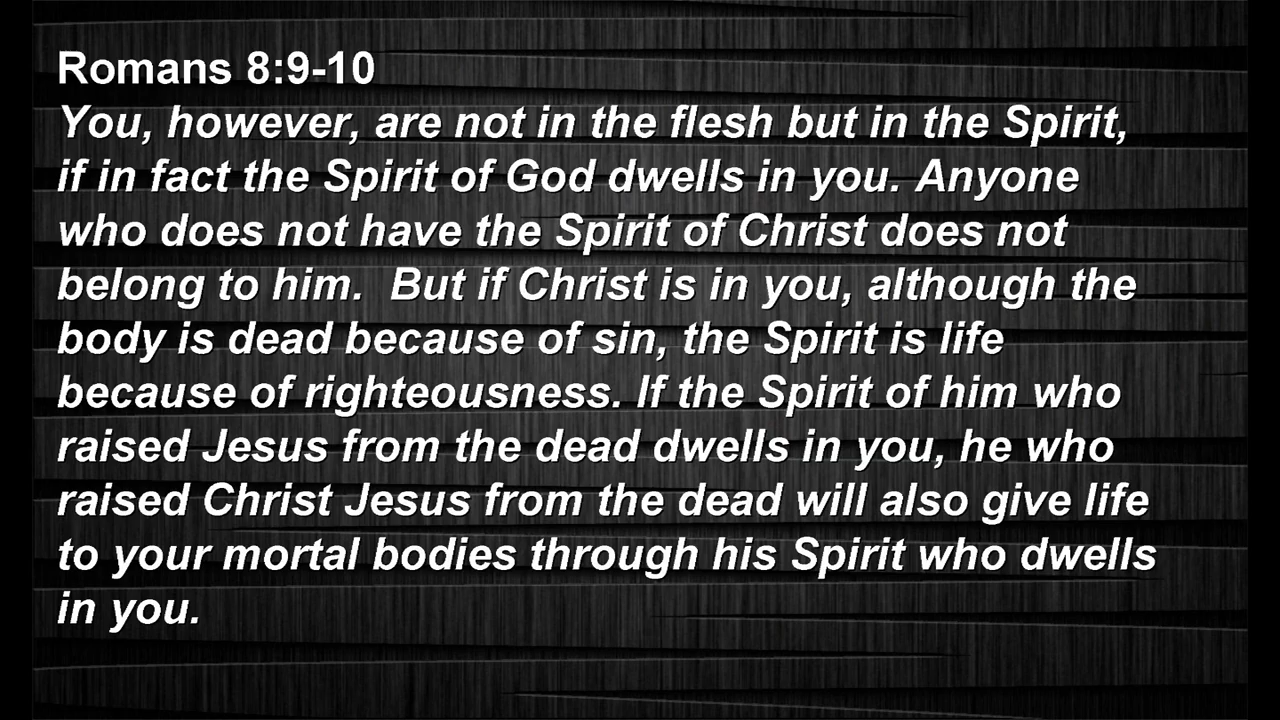 Romans 8:9-10
You, however, are not in the flesh but in the Spirit,
if in fact the Spirit of God dwells in you. Anyone
who does not have the Spirit of Christ does not
belong to him.  But if Christ is in you, although the
body is dead because of sin, the Spirit is life
because of righteousness. If the Spirit of him who
raised Jesus from the dead dwells in you, he who
raised Christ Jesus from the dead will also give life
to your mortal bodies through his Spirit who dwells
in you.